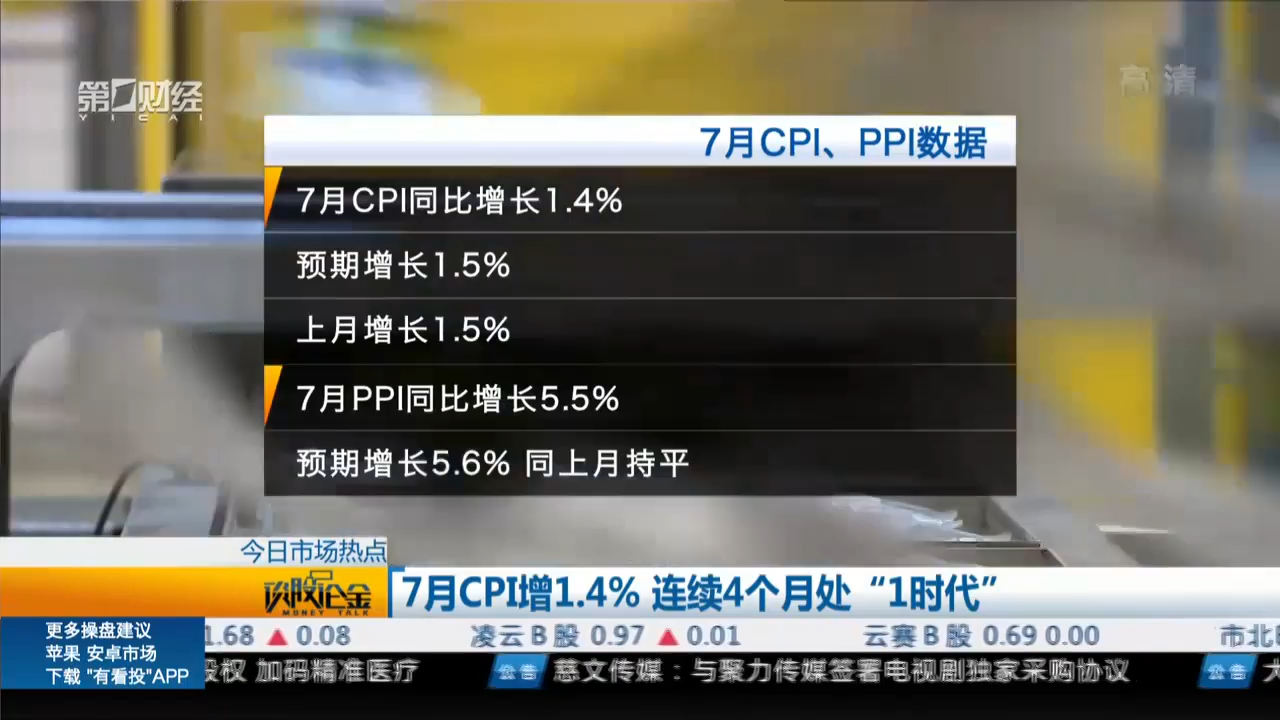 第1财经
YICAI
高清
7月CPI、PPI数据
7月CPI同比增长1.4%
预期增长1.5%
上月增长1.5%
7月PPI同比增长5.5%
预期增长5.6% 同上月持平
今日市场热点
谈股论金
MONEY TALK
7月CPI增1.4% 连续4个月处“1时代”
更多操盘建议
苹果 安卓市场
下载 "有看投"APP
1.68 ▲ 0.08 凌云B股 0.97 ▲ 0.01 云赛B股 0.69 0.00 市北
股权 加码精准医疗 公告 慈文传媒：与聚力传媒签署电视剧独家采购协议 公告